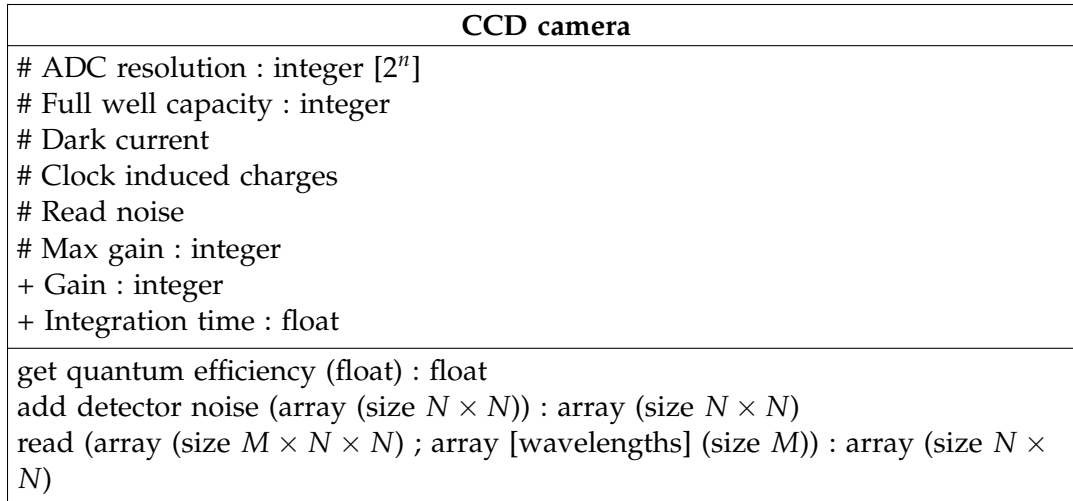 CCD camera
# ADC resolution : integer [2ⁿ]
# Full well capacity : integer
# Dark current
# Clock induced charges
# Read noise
# Max gain : integer
+ Gain : integer
+ Integration time : float
get quantum efficiency (float) : float
add detector noise (array (size N × N)) : array (size N × N)
read (array (size M × N × N) ; array [wavelengths] (size M)) : array (size N ×
N)